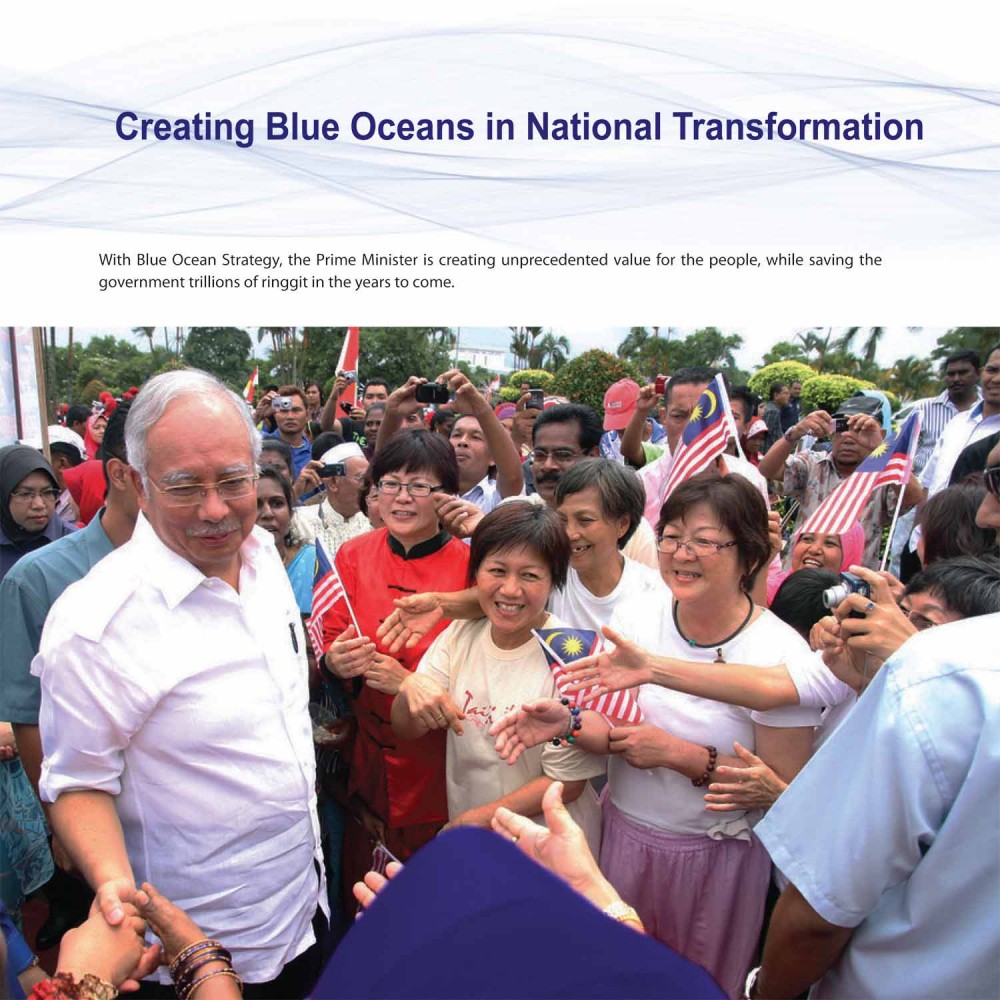 Creating Blue Oceans in National Transformation
With Blue Ocean Strategy, the Prime Minister is creating unprecedented value for the people, while saving the
government trillions of ringgit in the years to come.